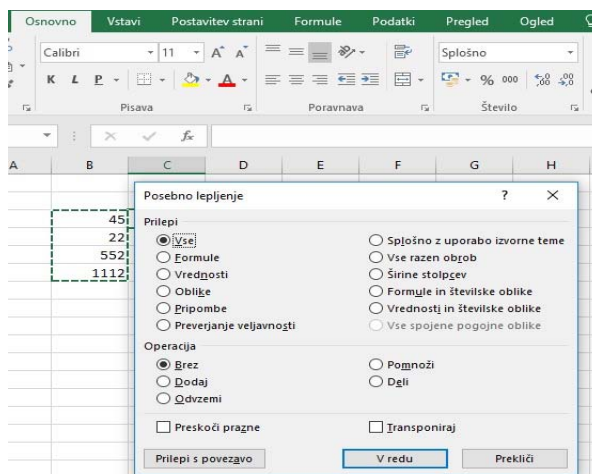 Osnovno Vstavi Postavitev strani Formule Podatki Pregled Ogled
Calibri 11 A A Splošno
K L P A % 000
Pisava Poravnava Število
fx
A B C D E F G H
45
22
552
1112
Posebno lepljenje ? ×
Prilepi
Vse Splošno z uporabo izvorne teme
Formule Vse razen obrob
Vrednosti Širine stolpcev
Oblike Formule in številske oblike
Pripombe Vrednosti in številske oblike
Preverjanje veljavnosti Vse spojene pogojne oblike
Operacija
Brez Pomnoži
Dodaj Deli
Odvzemi
Preskoči prazne Transponiraj
Prilepi s povezavo V redu Prekliči